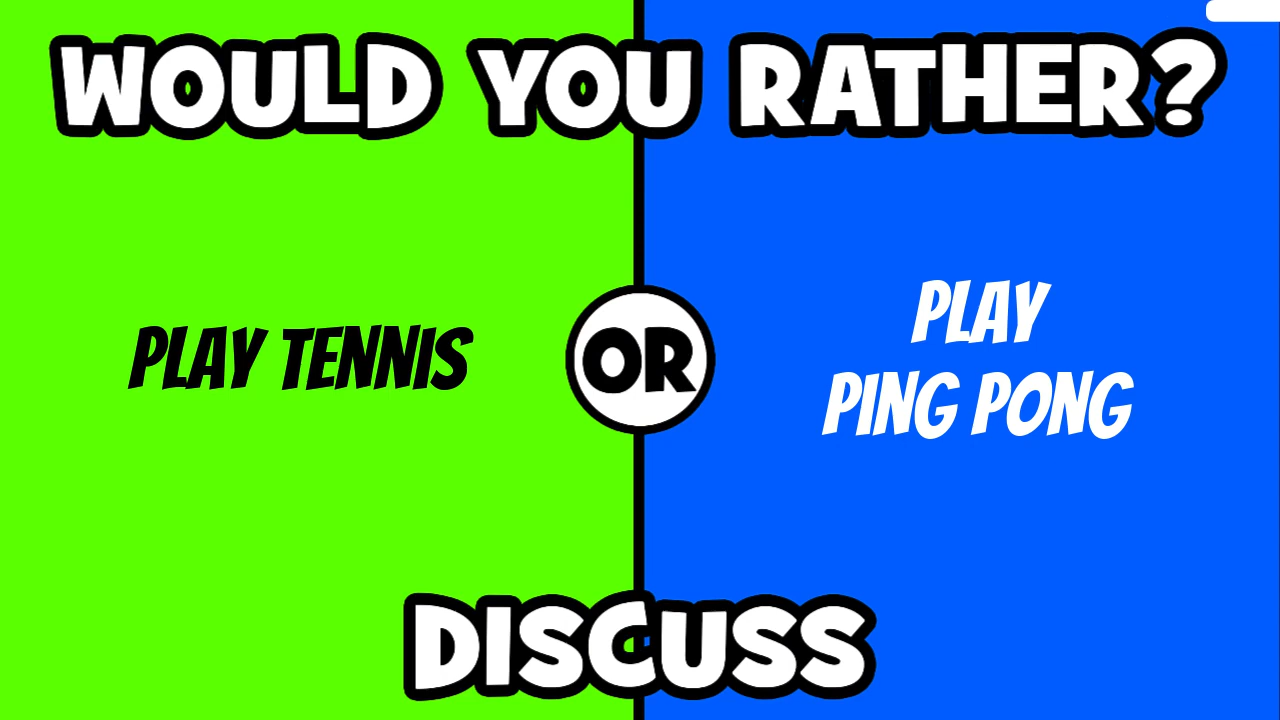 WOULD YOU RATHER?
PLAY TENNIS
OR
PLAY
PING PONG
DISCUSS